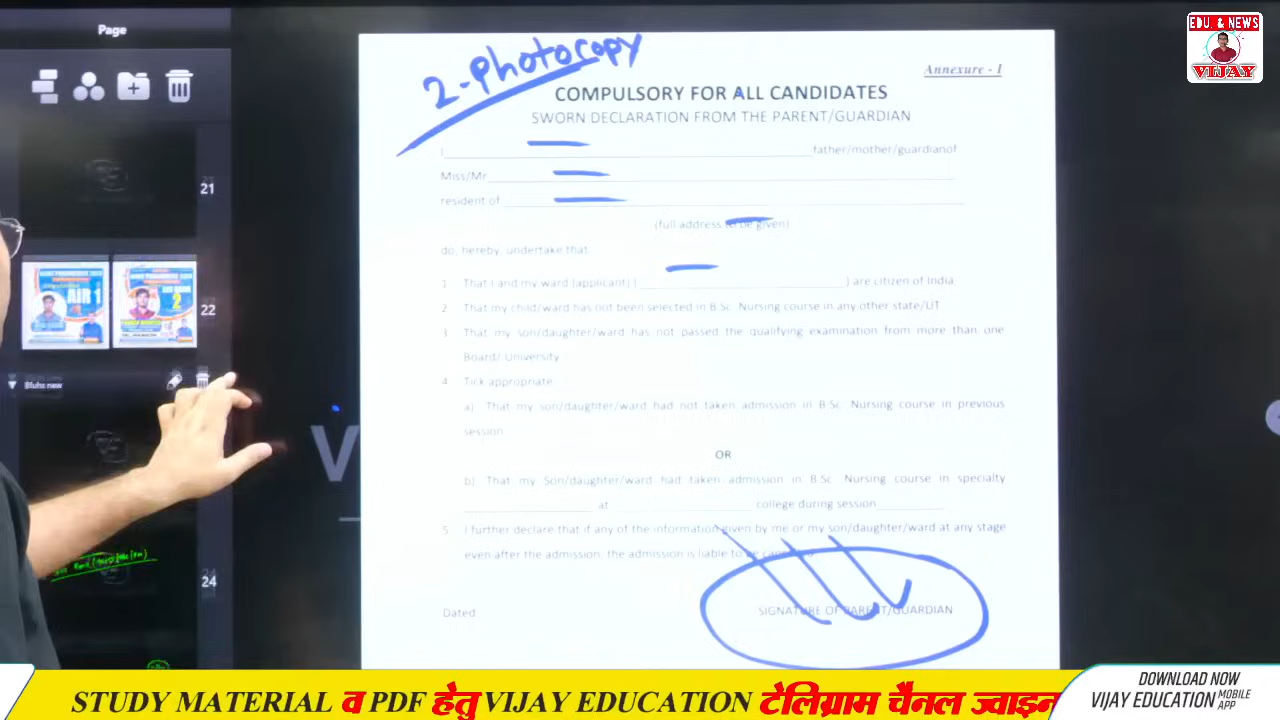 Page
21
22
Bfuhs new
24
EDU. & NEWS
VIJAY
2-Photocopy
Annexure - I
COMPULSORY FOR ALL CANDIDATES
SWORN DECLARATION FROM THE PARENT/GUARDIAN
I father/mother/guardianof
Miss/Mr
resident of
(full address to be given)
do, hereby, undertake that
1 That I and my ward (applicant) ( ) are citizen of India
2 That my child/ward has not been selected in B.Sc. Nursing course in any other state/UT
3 That my son/daughter/ward has not passed the qualifying examination from more than one
Board/ University
4 Tick appropriate
a) That my son/daughter/ward had not taken admission in B.Sc. Nursing course in previous
session
OR
b) That my Son/daughter/ward had taken admission in B.Sc. Nursing course in specialty
at college during session
5 I further declare that if any of the information given by me or my son/daughter/ward at any stage
even after the admission, the admission is liable to be
Dated
SIGNATURE OF PARENT/GUARDIAN
AIR 1
2
V
STUDY MATERIAL व PDF हेतु VIJAY EDUCATION टेलिग्राम चैनल ज्वाइन
DOWNLOAD NOW
VIJAY EDUCATION MOBILE APP